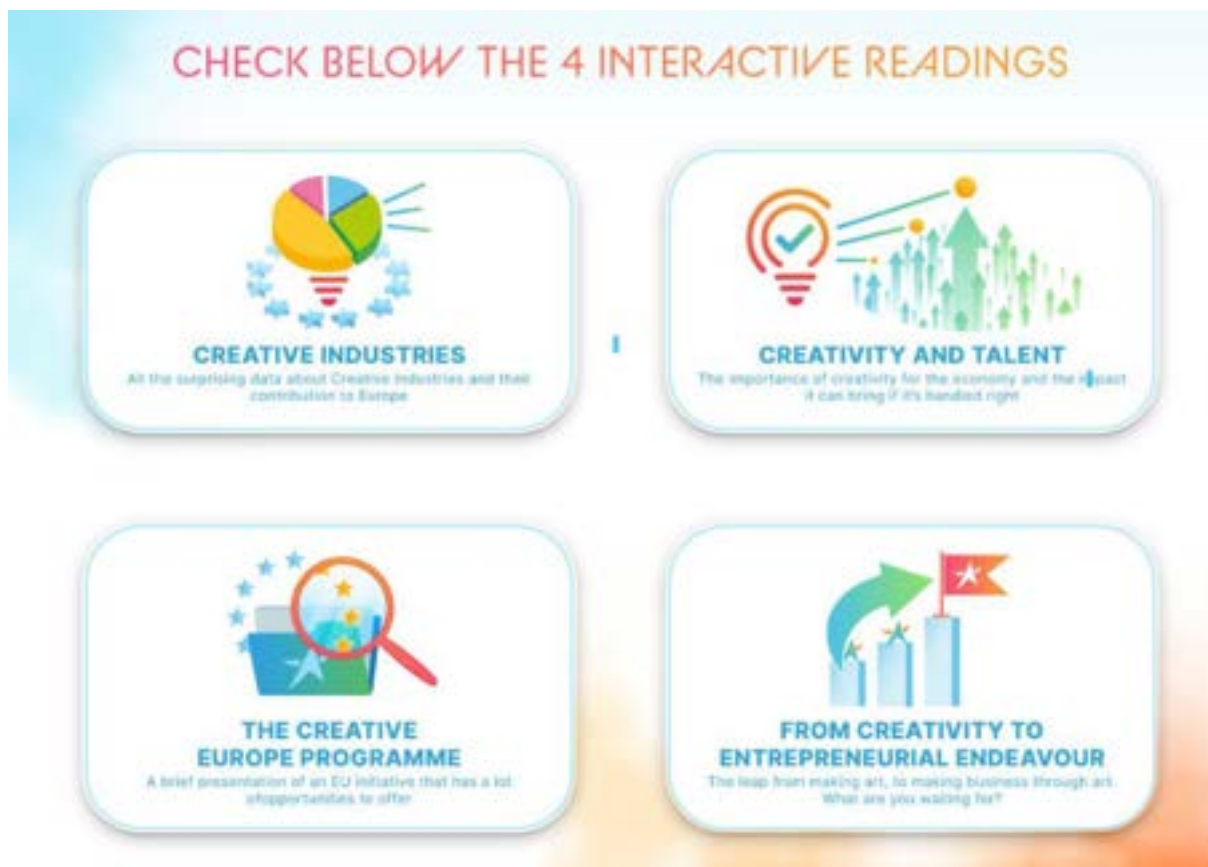 CHECK BELOW THE 4 INTERACTIVE READINGS
CREATIVE INDUSTRIES
All the surprising data about Creative Industries and their
contribution to Europe
CREATIVITY AND TALENT
The importance of creativity for the economy and the impact
it can bring if it's handled right
THE CREATIVE
EUROPE PROGRAMME
A brief presentation of an EU initiative that has a lot
ofopportunities to offer
FROM CREATIVITY TO
ENTREPRENEURIAL ENDEAVOUR
The leap from making art, to making business through art.
What are you waiting for?